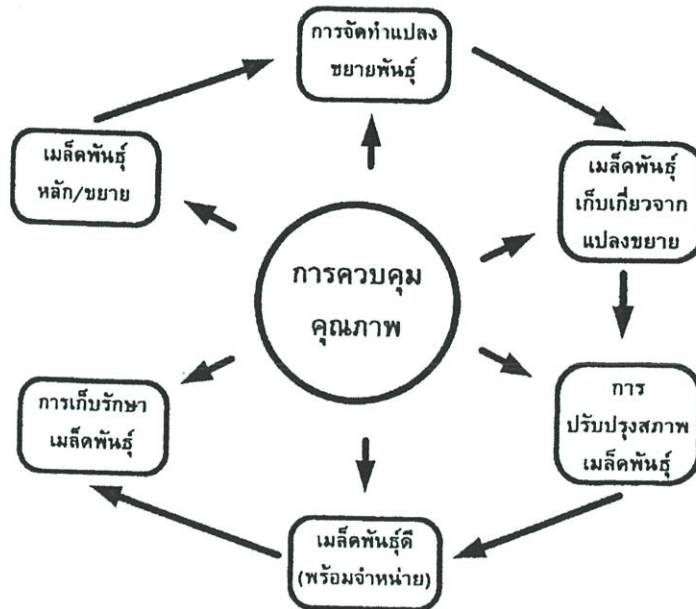 การจัดทำแปลง
ขยายพันธุ์
เมล็ดพันธุ์
หลัก/ขยาย
เมล็ดพันธุ์
เก็บเกี่ยวจาก
แปลงขยาย
การควบคุม
คุณภาพ
การเก็บรักษา
เมล็ดพันธุ์
การ
ปรับปรุงสภาพ
เมล็ดพันธุ์
เมล็ดพันธุ์ดี
(พร้อมจำหน่าย)